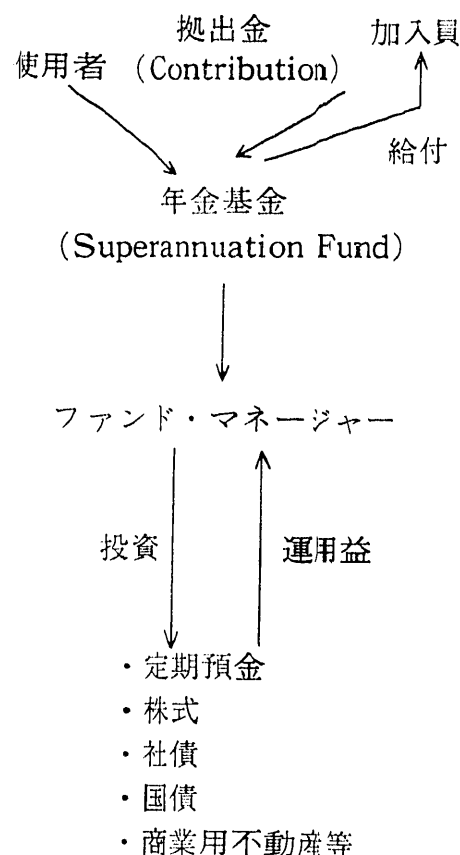 拠出金
加入員
使用者 (Contribution)
給付
年金基金
(Superannuation Fund)
ファンド・マネージャー
投資
運用益
・定期預金
・株式
・社債
・国債
・商業用不動産等